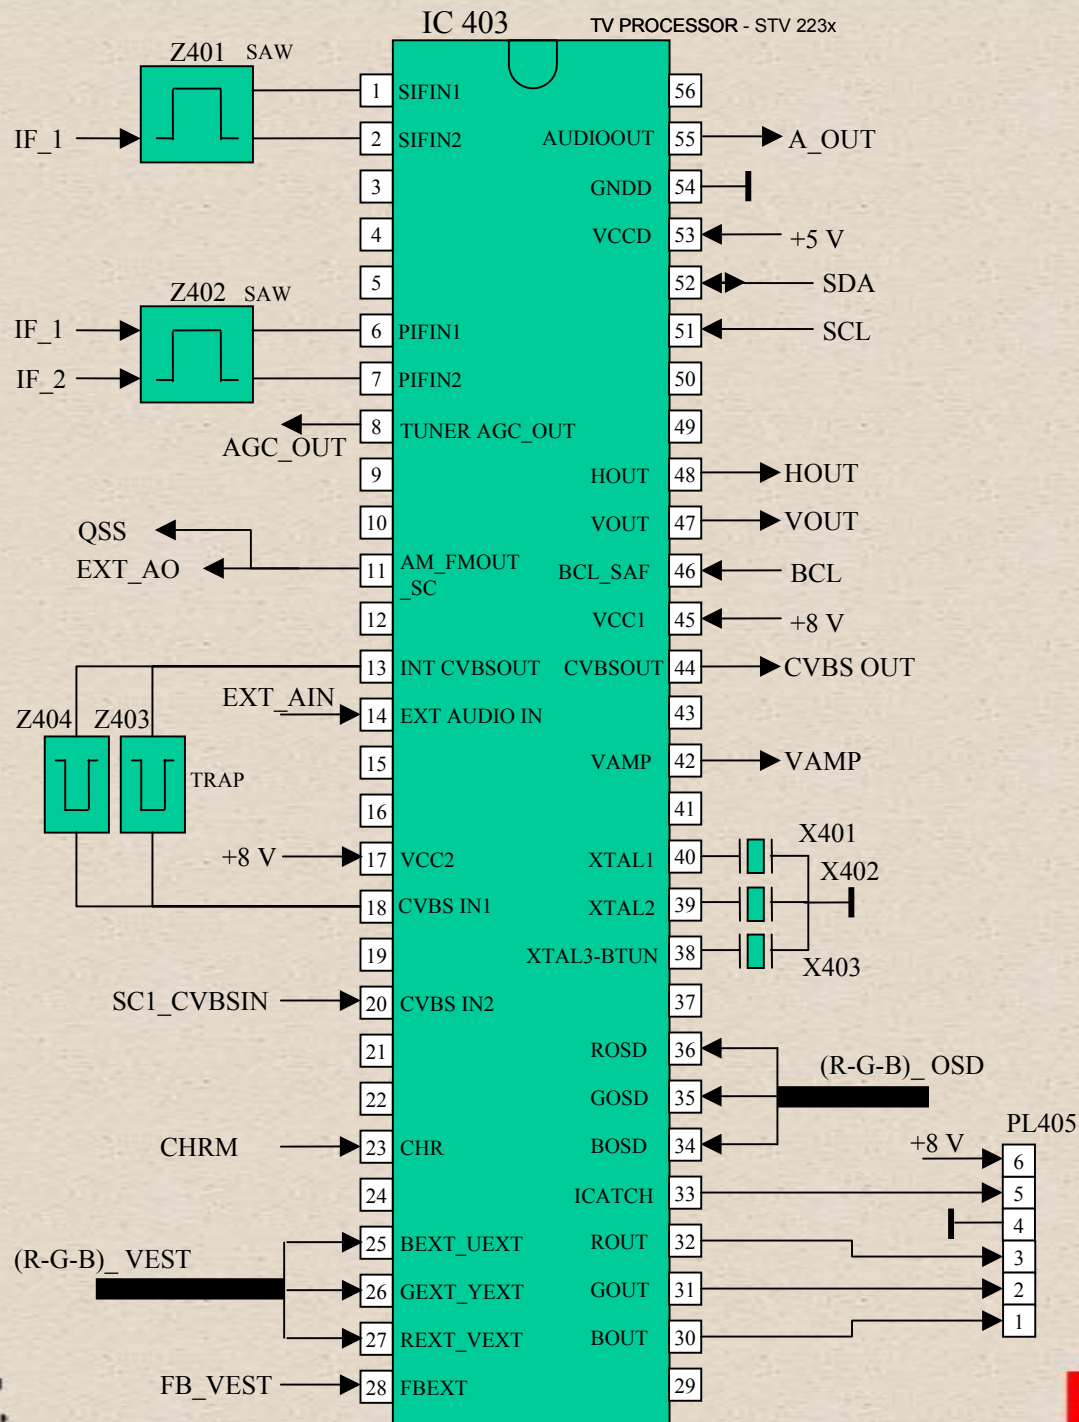 IC 403
TV PROCESSOR - STV 223x
Z401 SAW
IF_1
1 SIFIN1
2 SIFIN2
3
4
5
Z402 SAW
IF_1
IF_2
6 PIFIN1
7 PIFIN2
8 TUNER AGC_OUT
AGC_OUT
9
10
QSS
EXT_AO
11 AM_FMOUT
_SC
12
13 INT CVBSOUT
EXT_AIN
14 EXT AUDIO IN
Z404 Z403
TRAP
15
16
+8 V
17 VCC2
18 CVBS IN1
19
SC1_CVBSIN
20 CVBS IN2
21
22
CHRM
23 CHR
24
(R-G-B)_ VEST
25 BEXT_UEXT
26 GEXT_YEXT
27 REXT_VEXT
FB_VEST
28 FBEXT
56
AUDIOOUT 55 A_OUT
GNDD 54
VCCD 53 +5 V
52 SDA
51 SCL
50
49
HOUT 48 HOUT
VOUT 47 VOUT
BCL_SAF 46 BCL
VCC1 45 +8 V
CVBSOUT 44 CVBS OUT
43
VAMP 42 VAMP
41
XTAL1 40 X401
XTAL2 39 X402
XTAL3-BTUN 38 X403
37
ROSD 36
GOSD 35
BOSD 34
(R-G-B)_ OSD
ICATCH 33
ROUT 32
GOUT 31
BOUT 30
29
PL405
+8 V
6
5
4
3
2
1